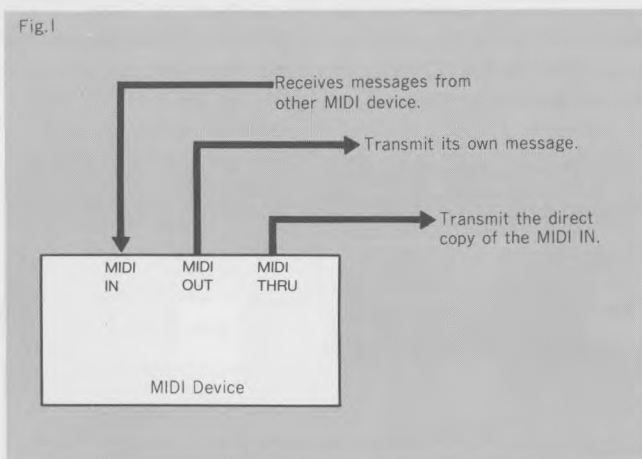 Fig.1
Receives messages from
other MIDI device.
Transmit its own message.
Transmit the direct
copy of the MIDI IN.
MIDI
IN
MIDI
OUT
MIDI
THRU
MIDI Device